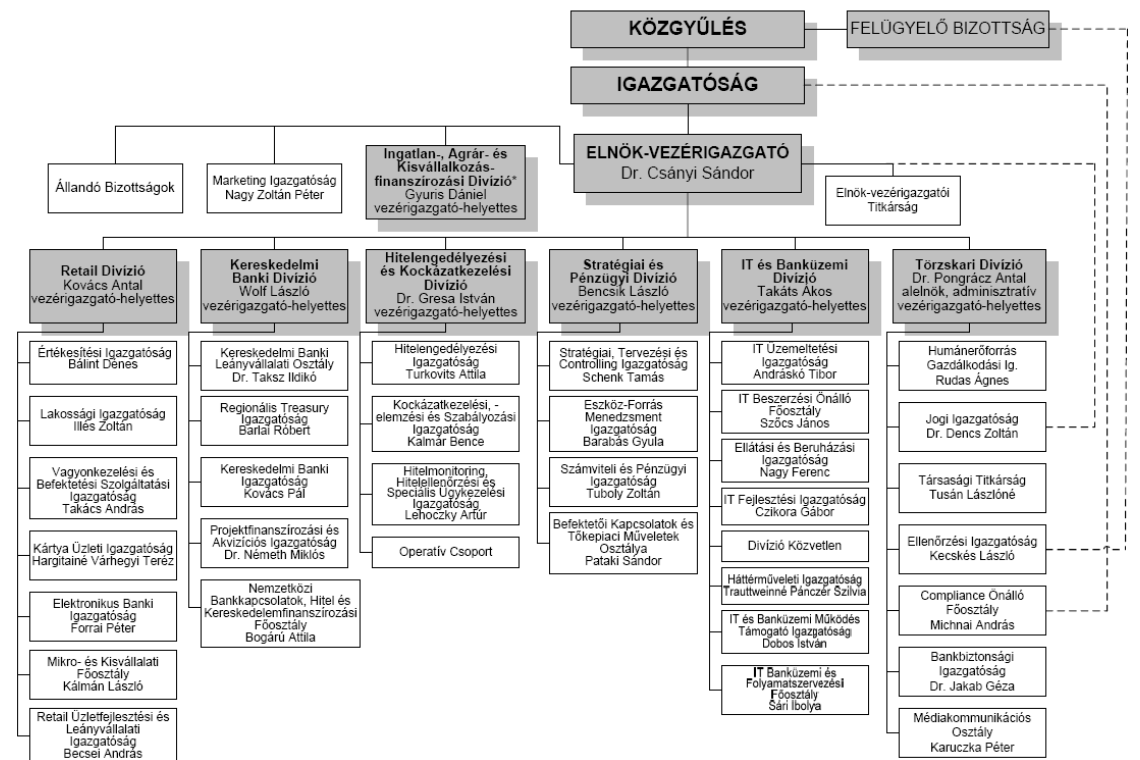 KÖZGYŰLÉS
FELÜGYELŐ BIZOTTSÁG
IGAZGATÓSÁG
ELNÖK-VEZÉRIGAZGATÓ
Dr. Csányi Sándor
Állandó Bizottságok
Marketing Igazgatóság
Nagy Zoltán Péter
Ingatlan-, Agrár- és
Kisvállalkozás-
finanszírozási Divízió*
Gyuris Dániel
vezérigazgató-helyettes
Elnök-vezérigazgatói
Titkárság
Retail Divízió
Kovács Antal
vezérigazgató-helyettes
Értékesítési Igazgatóság
Bálint Dénes
Lakossági Igazgatóság
Illés Zoltán
Vagyonkezelési és
Befektetési Szolgáltatási
Igazgatóság
Takács András
Kártya Üzleti Igazgatóság
Hargitainé Várhegyi Teréz
Elektronikus Banki
Igazgatóság
Forrai Péter
Mikro- és Kisvállalati
Főosztály
Kálmán László
Retail Üzletfejlesztési és
Leányvállalati
Igazgatóság
Becsei András
Kereskedelmi
Banki Divízió
Wolf László
vezérigazgató-helyettes
Kereskedelmi Banki
Leányvállalati Osztály
Dr. Taksz Ildikó
Regionális Treasury
Igazgatóság
Barlai Róbert
Kereskedelmi Banki
Igazgatóság
Kovács Pál
Projektfinanszírozási és
Akvizíciós Igazgatóság
Dr. Németh Miklós
Nemzetközi
Bankkapcsolatok, Hitel és
Kereskedelemfinanszírozási
Főosztály
Bogárú Attila
Hitelengedélyezési
és Kockázatkezelési
Divízió
Dr. Gresa István
vezérigazgató-helyettes
Hitelengedélyezési
Igazgatóság
Turkovits Attila
Kockázatkezelési, -
elemzési és Szabályozási
Igazgatóság
Kalmár Bence
Hitelmonitoring,
Hitelellenőrzési és
Speciális Ügykezelési
Igazgatóság
Lehoczky Artúr
Operatív Csoport
Stratégiai és
Pénzügyi Divízió
Bencsik László
vezérigazgató-helyettes
Stratégiai, Tervezési és
Controlling Igazgatóság
Schenk Tamás
Eszköz-Forrás
Menedzsment
Igazgatóság
Barabás Gyula
Számviteli és Pénzügyi
Igazgatóság
Tuboly Zoltán
Befektetői Kapcsolatok és
Tőkepiaci Műveletek
Osztálya
Pataki Sándor
IT és Banküzemi
Divízió
Takáts Ákos
vezérigazgató-helyettes
IT Üzemeltetési
Igazgatóság
Andráskó Tibor
IT Beszerzési Önálló
Főosztály
Szőcs János
Ellátási és Beruházási
Igazgatóság
Nagy Ferenc
IT Fejlesztési Igazgatóság
Czikora Gábor
Divízió Közvetlen
Háttérműveleti Igazgatóság
Trauttweinné Pánczér Szilvia
IT és Banküzemi Működés
Támogató Igazgatóság
Dobos István
IT Banküzemi és
Folyamatszervezési
Főosztály
Sári Ibolya
Törzskari Divízió
Dr. Pongrácz Antal
alelnök, adminisztratív
vezérigazgató-helyettes
Humánerőforrás
Gazdálkodási Ig.
Rudas Ágnes
Jogi Igazgatóság
Dr. Dencs Zoltán
Társasági Titkárság
Tusán Lászlóné
Ellenőrzési Igazgatóság
Kecskés László
Compliance Önálló
Főosztály
Michnai András
Bankbiztonsági
Igazgatóság
Dr. Jakab Géza
Médiakommunikációs
Osztály
Karuczka Péter